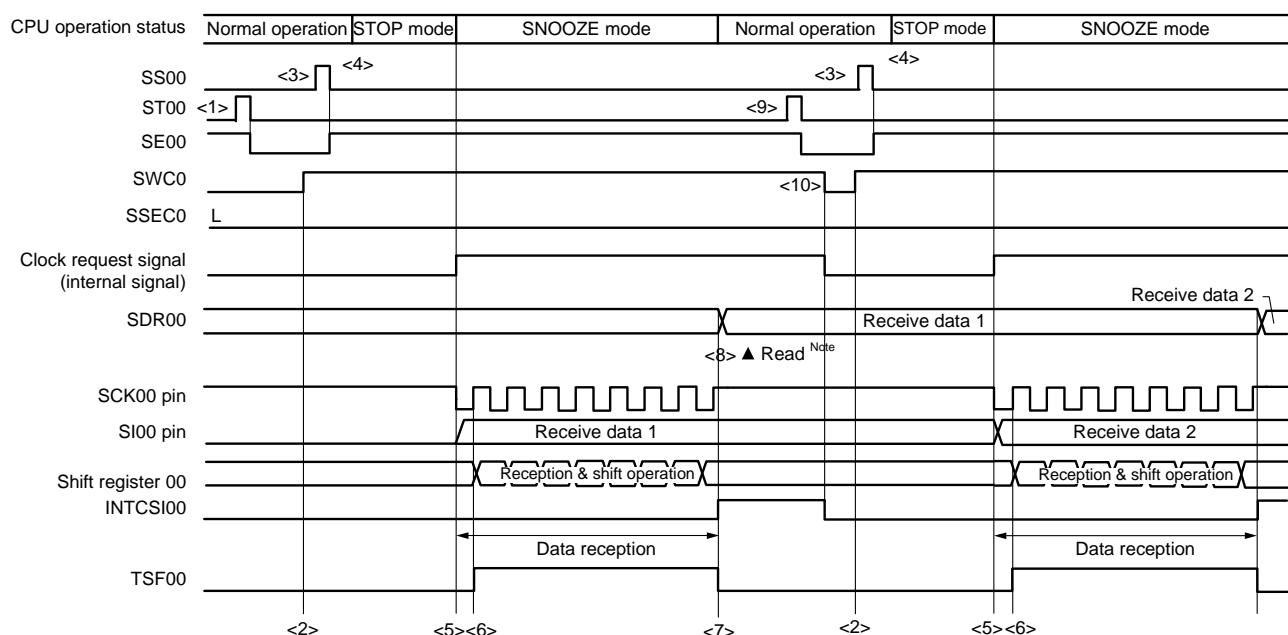 CPU operation status Normal operation STOP mode SNOOZE mode Normal operation STOP mode SNOOZE mode
<4> <4>
SS00 <3> <3>
ST00 <1> <9>
SE00
SWC0 <10>
SSEC0 L
Clock request signal
(internal signal)
Receive data 2
SDR00 Receive data 1
<8> ▲ Read Note
SCK00 pin
SI00 pin Receive data 1 Receive data 2
Shift register 00 Reception & shift operation Reception & shift operation
INTCSI00
Data reception Data reception
TSF00
<2> <5> <6> <7> <2> <5> <6>